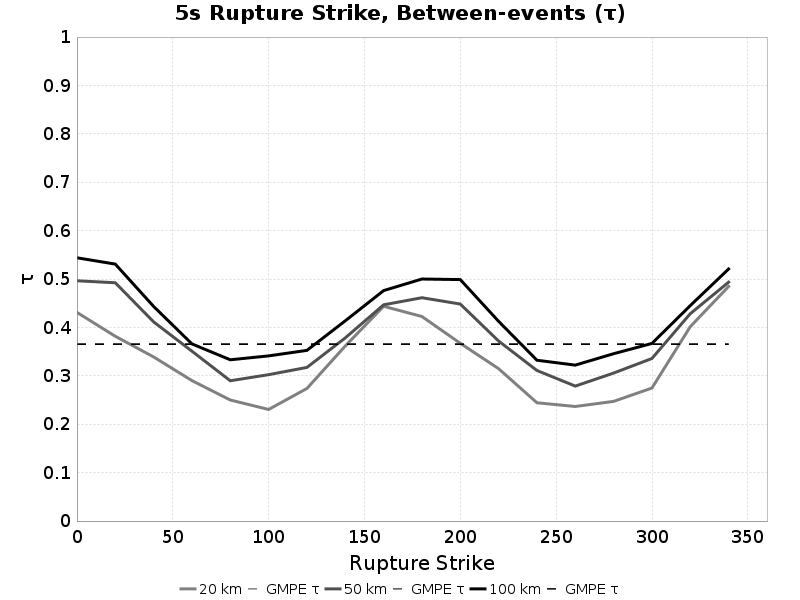 5s Rupture Strike, Between-events (τ)
1
0.9
0.8
0.7
0.6
0.5
0.4
0.3
0.2
0.1
0
τ
0 50 100 150 200 250 300 350
Rupture Strike
20 km GMPE τ 50 km GMPE τ 100 km GMPE τ